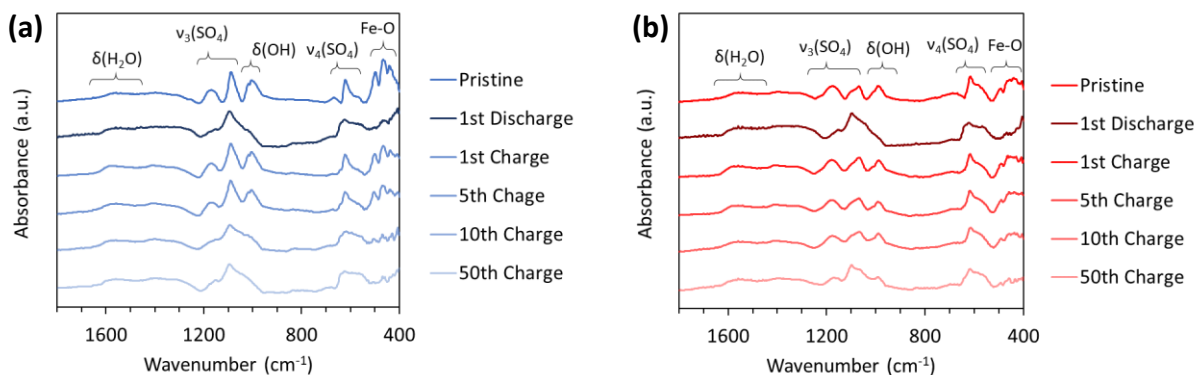 (a)
ν3(SO4)
δ(H2O)
δ(OH)
ν4(SO4)
Fe-O
Absorbance (a.u.)
Pristine
1st Discharge
1st Charge
5th Chage
10th Charge
50th Charge
1600
1200
800
400
Wavenumber (cm-1)
(b)
δ(H2O)
ν3(SO4)
δ(OH)
ν4(SO4)
Fe-O
Absorbance (a.u.)
Pristine
1st Discharge
1st Charge
5th Charge
10th Charge
50th Charge
1600
1200
800
400
Wavenumber (cm-1)